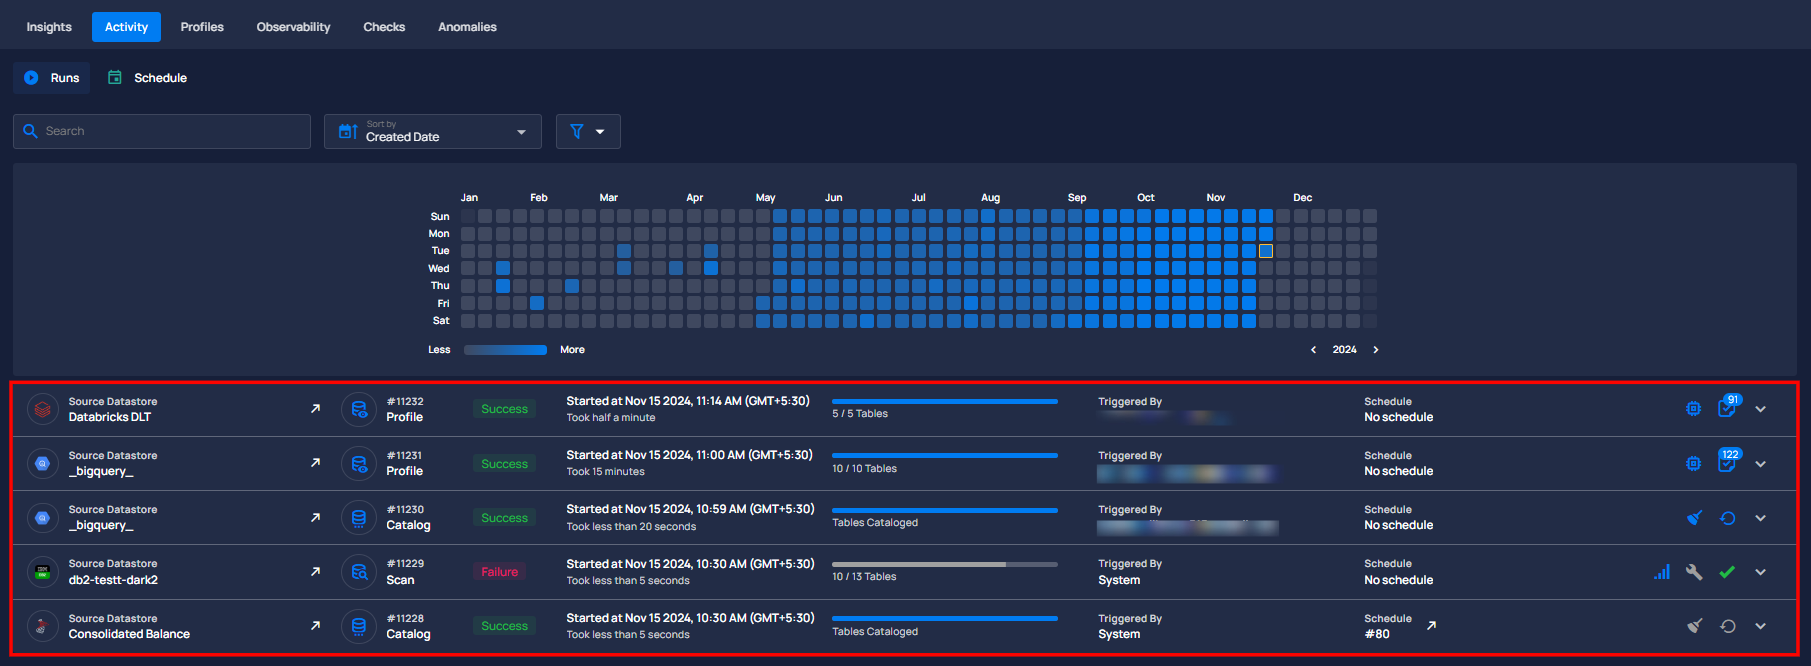 Insights Activity Profiles Observability Checks Anomalies
Runs Schedule
Search Sort by
Created Date
Jan Feb Mar Apr May Jun Jul Aug Sep Oct Nov Dec
Sun
Mon
Tue
Wed
Thu
Fri
Sat
Less More 2024
Source Datastore #11232 Success Started at Nov 15 2024, 11:14 AM (GMT+5:30) Triggered By Schedule 91
Databricks DLT Profile Took half a minute 5 / 5 Tables No schedule
Source Datastore #11231 Success Started at Nov 15 2024, 11:00 AM (GMT+5:30) Triggered By Schedule 122
_bigquery_ Profile Took 15 minutes 10 / 10 Tables No schedule
Source Datastore #11230 Success Started at Nov 15 2024, 10:59 AM (GMT+5:30) Triggered By Schedule
_bigquery_ Catalog Took less than 20 seconds Tables Cataloged No schedule
Source Datastore #11229 Failure Started at Nov 15 2024, 10:30 AM (GMT+5:30) Triggered By Schedule
db2-testt-dark2 Scan Took less than 5 seconds 10 / 13 Tables System No schedule
Source Datastore #11228 Success Started at Nov 15 2024, 10:30 AM (GMT+5:30) Triggered By Schedule
Consolidated Balance Catalog Took less than 5 seconds Tables Cataloged System #80